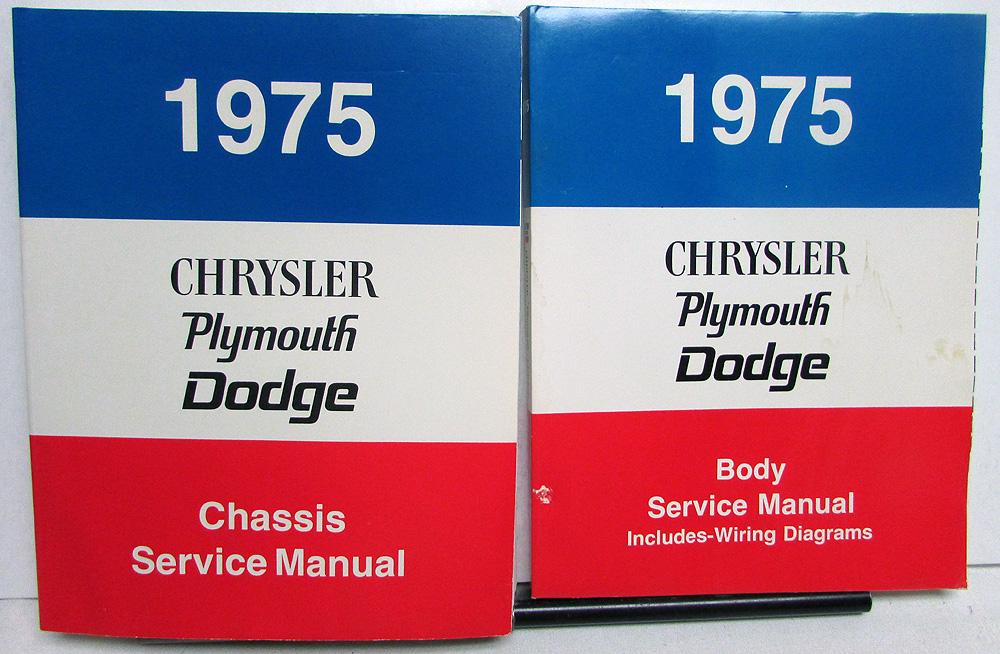 1975
CHRYSLER
Plymouth
Dodge
Chassis
Service Manual
1975
CHRYSLER
Plymouth
Dodge
Body
Service Manual
Includes-Wiring Diagrams